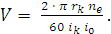 V = 2 · π r_k n_e / 60 i_k i_o